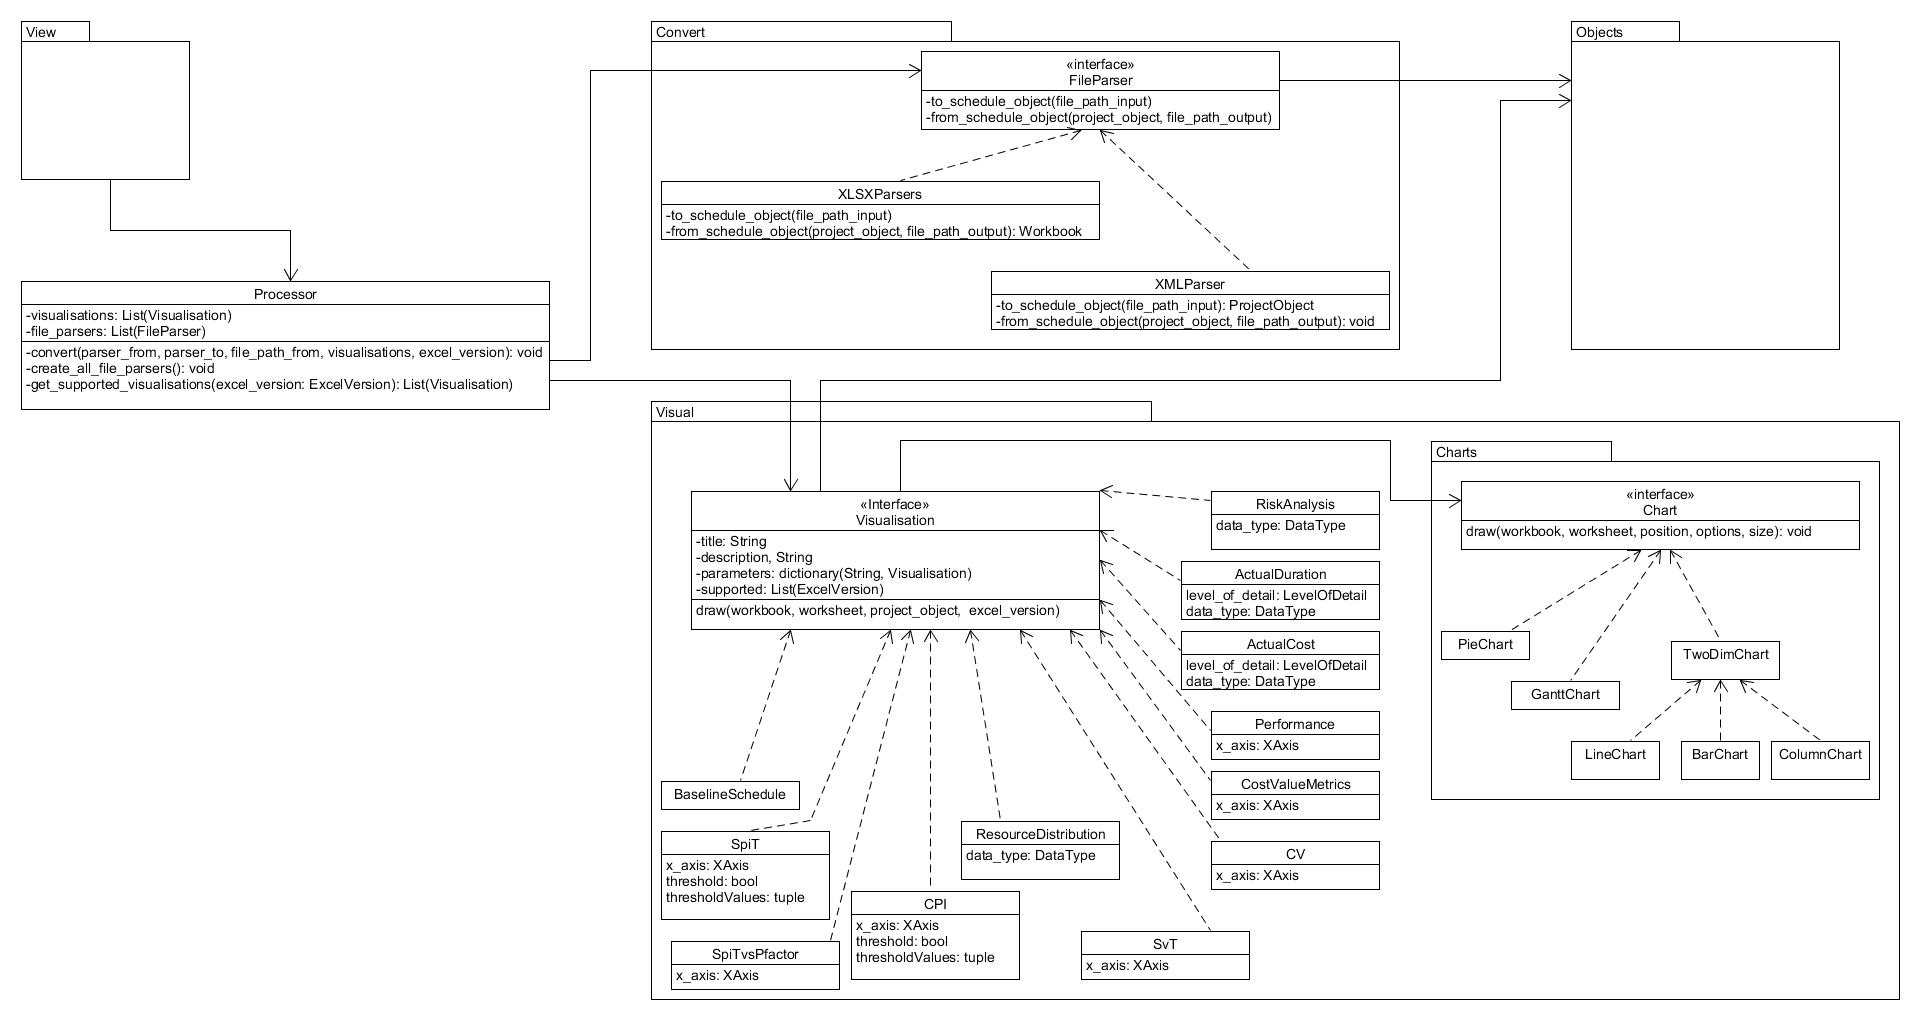 View
Processor
-visualisations: List(Visualisation)
-file_parsers: List(FileParser)
-convert(parser_from, parser_to, file_path_from, visualisations, excel_version): void
-create_all_file_parsers(): void
-get_supported_visualisations(excel_version: ExcelVersion): List(Visualisation)
Convert
«interface»
FileParser
-to_schedule_object(file_path_input)
-from_schedule_object(project_object, file_path_output)
XLSXParsers
-to_schedule_object(file_path_input)
-from_schedule_object(project_object, file_path_output): Workbook
XMLParser
-to_schedule_object(file_path_input): ProjectObject
-from_schedule_object(project_object, file_path_output): void
Objects
Visual
«Interface»
Visualisation
-title: String
-description, String
-parameters: dictionary(String, Visualisation)
-supported: List(ExcelVersion)
draw(workbook, worksheet, project_object,  excel_version)
RiskAnalysis
data_type: DataType
ActualDuration
level_of_detail: LevelOfDetail
data_type: DataType
ActualCost
level_of_detail: LevelOfDetail
data_type: DataType
Performance
x_axis: XAxis
CostValueMetrics
x_axis: XAxis
CV
x_axis: XAxis
BaselineSchedule
SpiT
x_axis: XAxis
threshold: bool
thresholdValues: tuple
SpiTvsPfactor
x_axis: XAxis
CPI
x_axis: XAxis
threshold: bool
thresholdValues: tuple
ResourceDistribution
data_type: DataType
SvT
x_axis: XAxis
Charts
«interface»
Chart
draw(workbook, worksheet, position, options, size): void
PieChart
GanttChart
TwoDimChart
LineChart
BarChart
ColumnChart